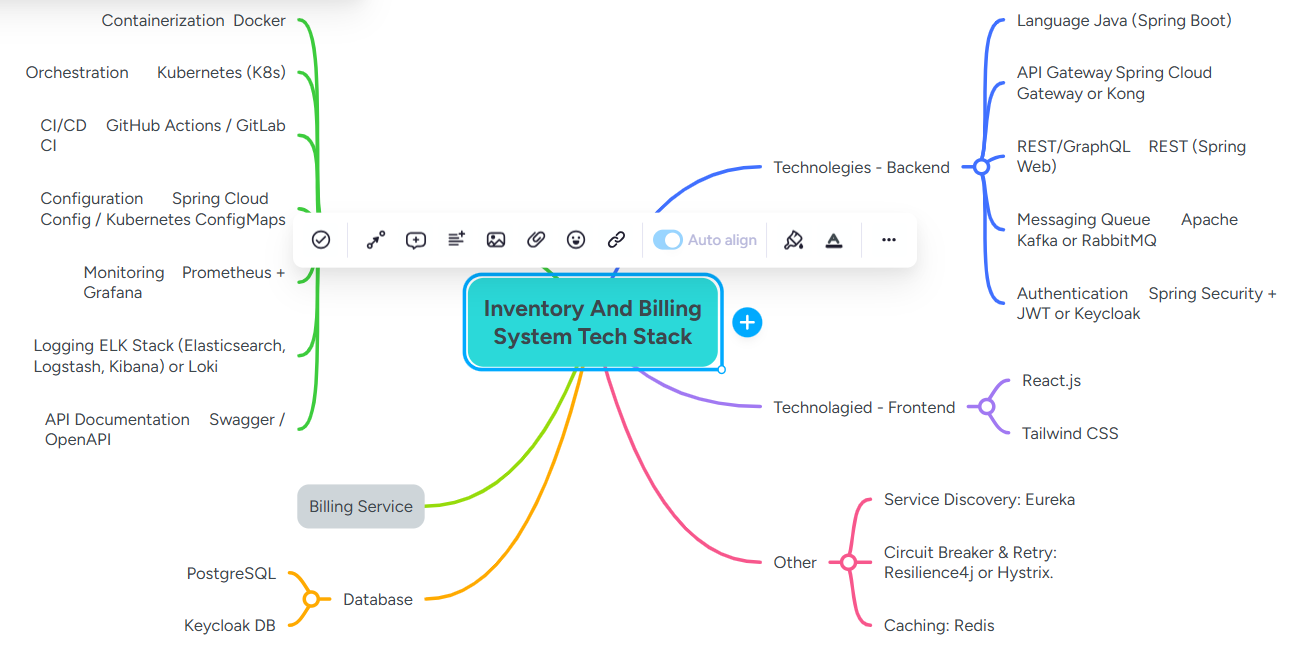 Containerization Docker
Orchestration Kubernetes (K8s)
CI/CD GitHub Actions / GitLab
CI
Configuration Spring Cloud
Config / Kubernetes ConfigMaps
Monitoring Prometheus +
Grafana
Logging ELK Stack (Elasticsearch,
Logstash, Kibana) or Loki
API Documentation Swagger /
OpenAPI
Billing Service
PostgreSQL
Keycloak DB
Database
Auto align
Inventory And Billing
System Tech Stack
Technolegies - Backend
Language Java (Spring Boot)
API Gateway Spring Cloud
Gateway or Kong
REST/GraphQL REST (Spring
Web)
Messaging Queue Apache
Kafka or RabbitMQ
Authentication Spring Security +
JWT or Keycloak
Technolagied - Frontend
React.js
Tailwind CSS
Other
Service Discovery: Eureka
Circuit Breaker & Retry:
Resilience4j or Hystrix.
Caching: Redis